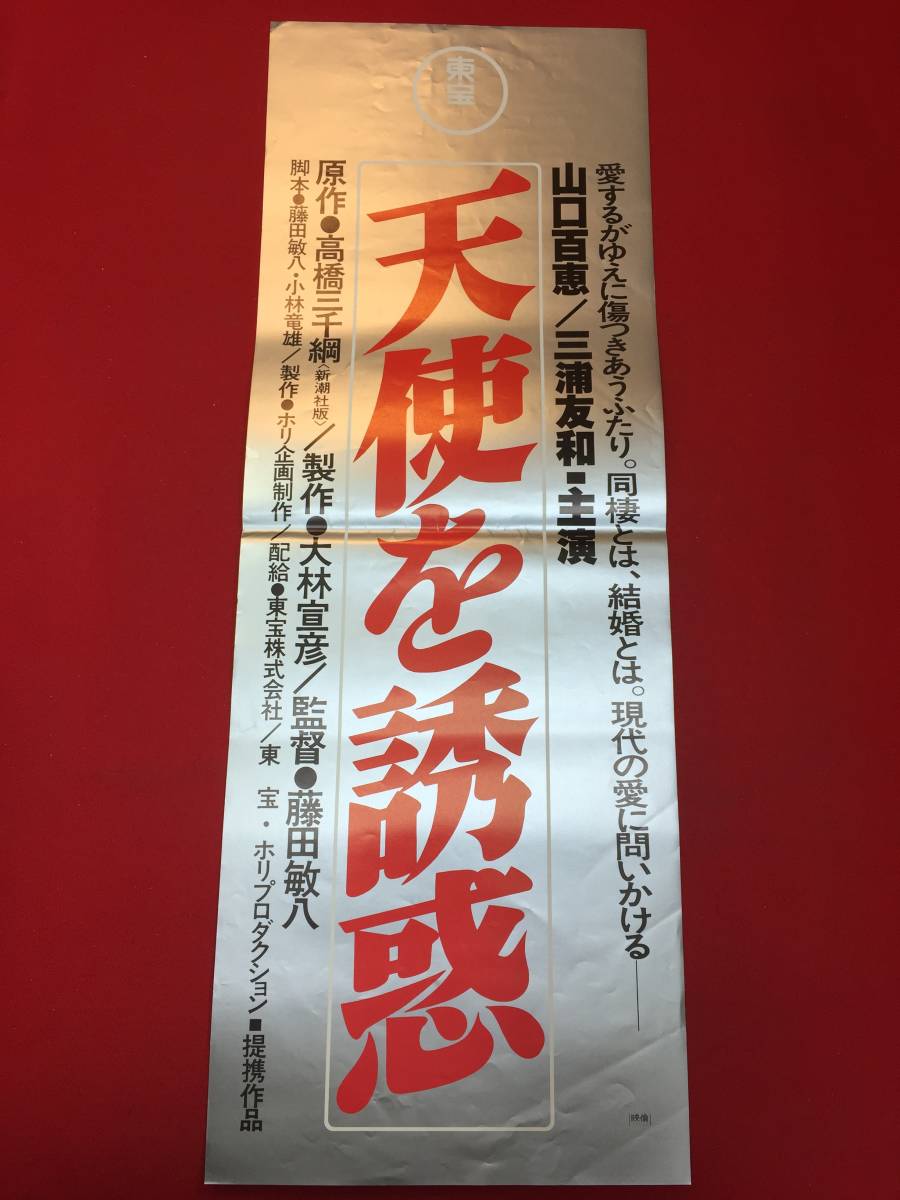 東宝
愛するがゆえに傷つきあうふたり。同棲とは、結婚とは。現代の愛に問いかける――
山口百恵／三浦友和■主演
天使を誘惑
原作●高橋三千綱〈新潮社版〉／製作●大林宣彦／監督●藤田敏八
脚本●藤田敏八・小林竜雄／製作●ホリ企画制作／配給●東宝株式会社／東宝・ホリプロダクション■提携作品
映倫